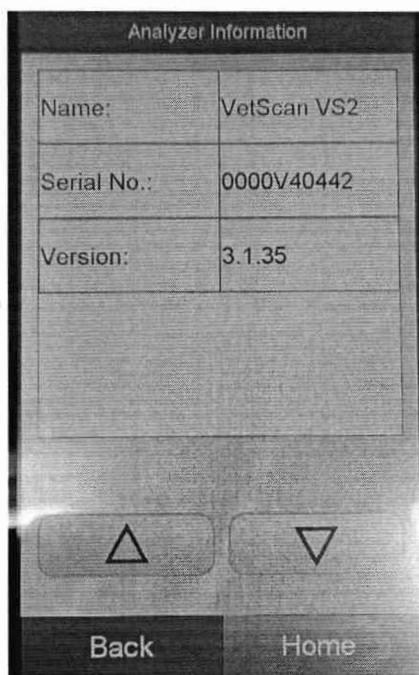 Analyzer Information
Name: VetScan VS2
Serial No.: 0000V40442
Version: 3.1.35
Back Home